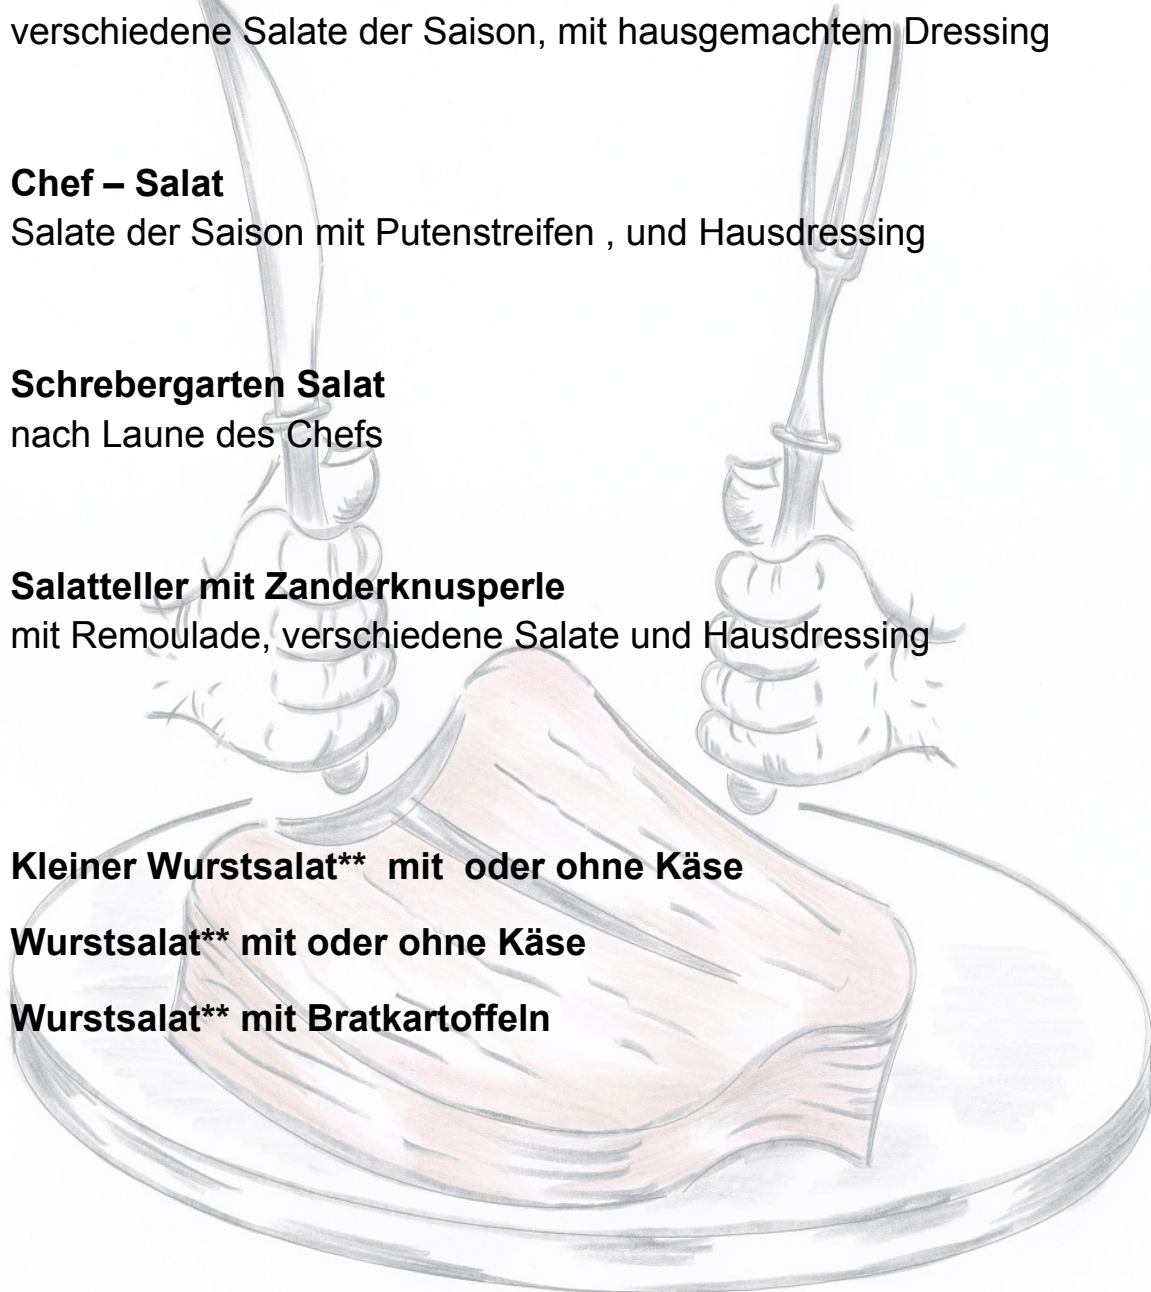 verschiedene Salate der Saison, mit hausgemachtem Dressing
Chef – Salat
Salate der Saison mit Putenstreifen , und Hausdressing
Schrebergarten Salat
nach Laune des Chefs
Salatteller mit Zanderknusperle
mit Remoulade, verschiedene Salate und Hausdressing
Kleiner Wurstsalat**  mit  oder ohne Käse
Wurstsalat** mit oder ohne Käse
Wurstsalat** mit Bratkartoffeln